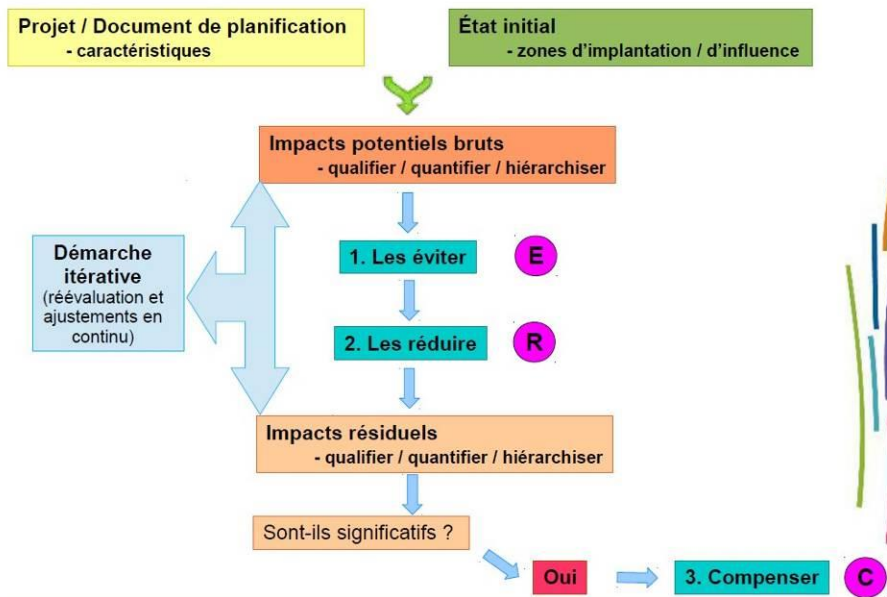 Projet / Document de planification
- caractéristiques
État initial
- zones d'implantation / d'influence
Impacts potentiels bruts
- qualifier / quantifier / hiérarchiser
1. Les éviter
E
Démarche
itérative
(réévaluation et
ajustements en
continu)
2. Les réduire
R
Impacts résiduels
- qualifier / quantifier / hiérarchiser
Sont-ils significatifs ?
Oui
3. Compenser
C